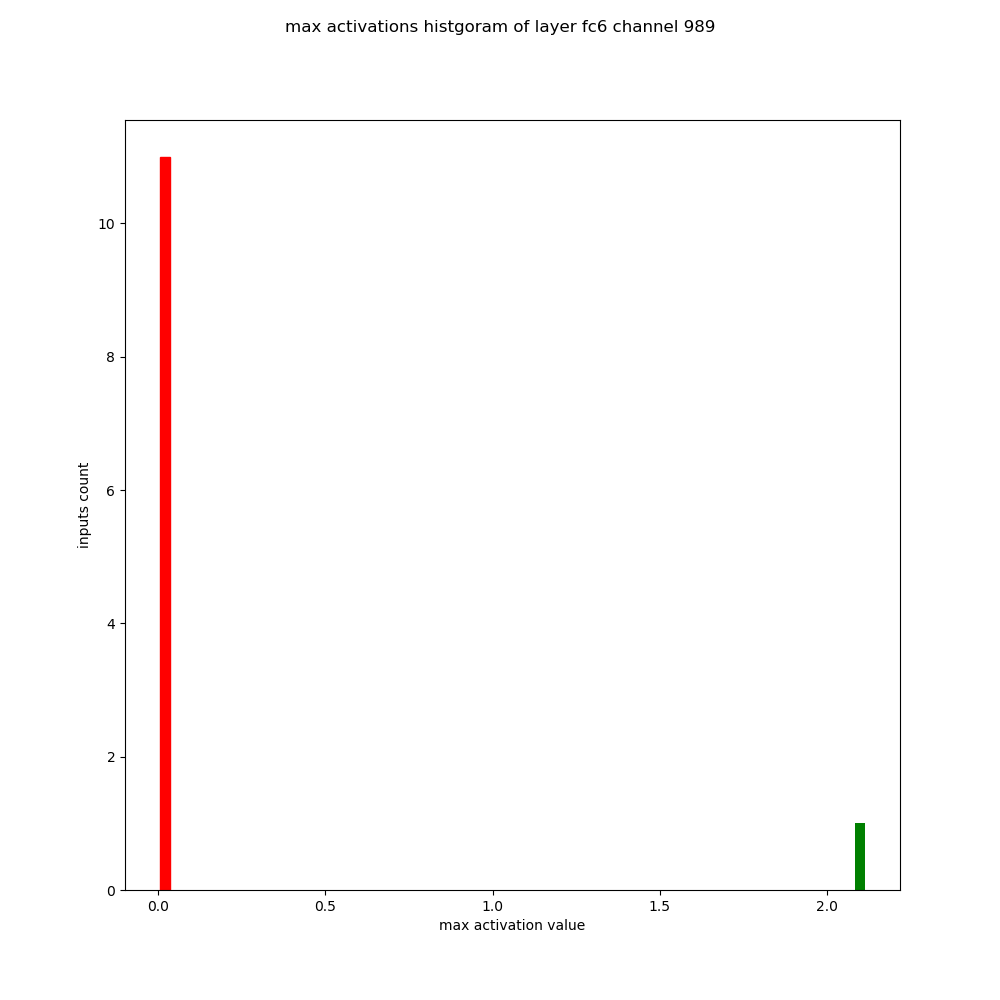 max activations histgoram of layer fc6 channel 989
10
8
6
4
2
0
inputs count
0.0 0.5 1.0 1.5 2.0
max activation value